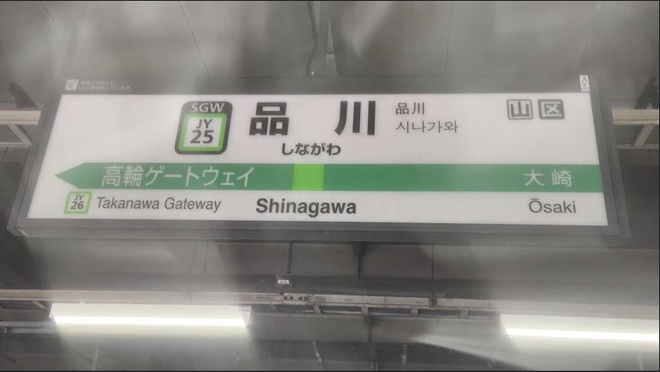 SGW
JY
25
品川
しながわ
品川
시나가와
山 区
高輪ゲートウェイ
大崎
JY
26
Takanawa Gateway
Shinagawa
Ōsaki